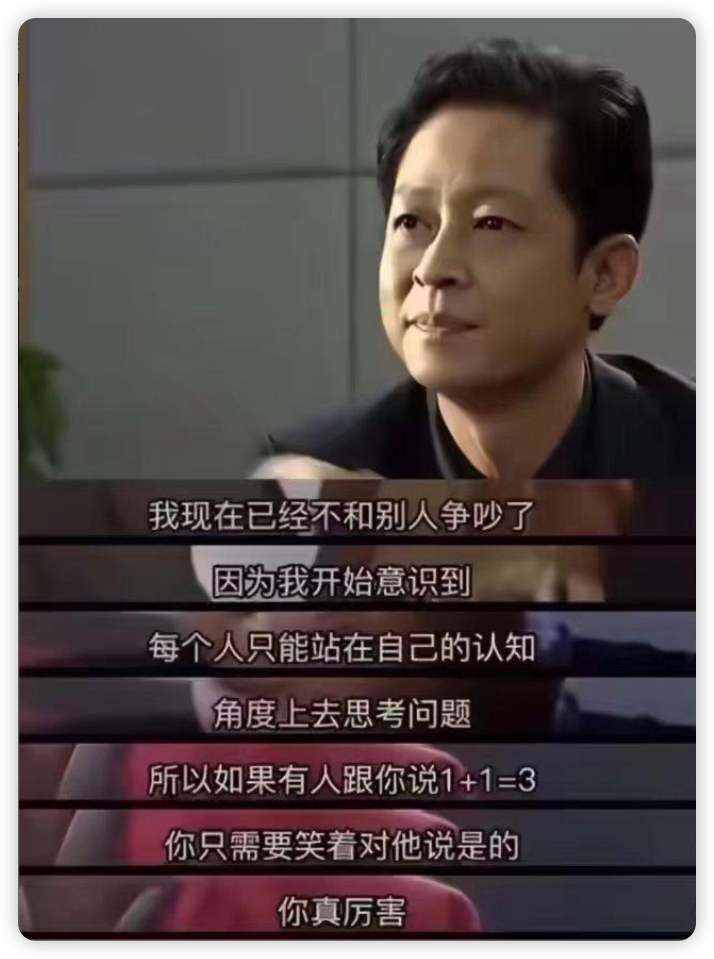 我现在已经不和别人争吵了
因为我开始意识到
每个人只能站在自己的认知
角度上去思考问题
所以如果有人跟你说1+1=3
你只需要笑着对他说是的
你真厉害